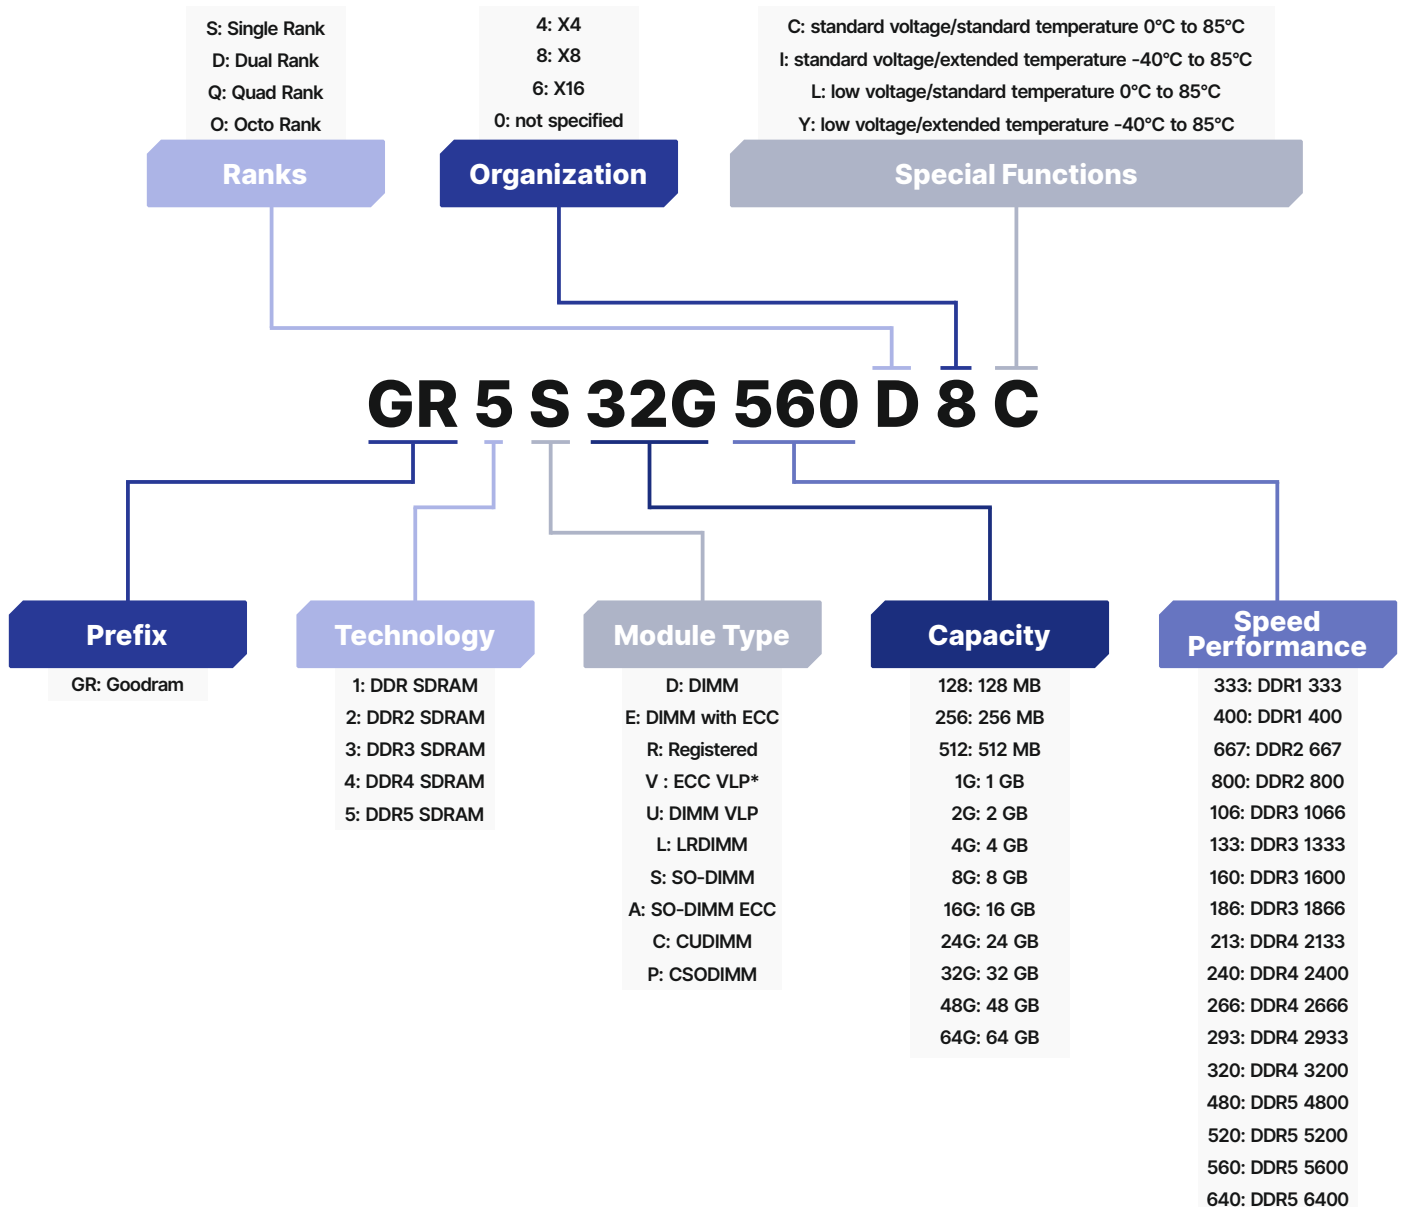 S: Single Rank
D: Dual Rank
Q: Quad Rank
O: Octo Rank
Ranks
4: X4
8: X8
6: X16
0: not specified
Organization
C: standard voltage/standard temperature 0°C to 85°C
I: standard voltage/extended temperature -40°C to 85°C
L: low voltage/standard temperature 0°C to 85°C
Y: low voltage/extended temperature -40°C to 85°C
Special Functions
GR 5 S 32G 560 D 8 C
Prefix
GR: Goodram
Technology
1: DDR SDRAM
2: DDR2 SDRAM
3: DDR3 SDRAM
4: DDR4 SDRAM
5: DDR5 SDRAM
Module Type
D: DIMM
E: DIMM with ECC
R: Registered
V : ECC VLP*
U: DIMM VLP
L: LRDIMM
S: SO-DIMM
A: SO-DIMM ECC
C: CUDIMM
P: CSODIMM
Capacity
128: 128 MB
256: 256 MB
512: 512 MB
1G: 1 GB
2G: 2 GB
4G: 4 GB
8G: 8 GB
16G: 16 GB
24G: 24 GB
32G: 32 GB
48G: 48 GB
64G: 64 GB
Speed
Performance
333: DDR1 333
400: DDR1 400
667: DDR2 667
800: DDR2 800
106: DDR3 1066
133: DDR3 1333
160: DDR3 1600
186: DDR3 1866
213: DDR4 2133
240: DDR4 2400
266: DDR4 2666
293: DDR4 2933
320: DDR4 3200
480: DDR5 4800
520: DDR5 5200
560: DDR5 5600
640: DDR5 6400